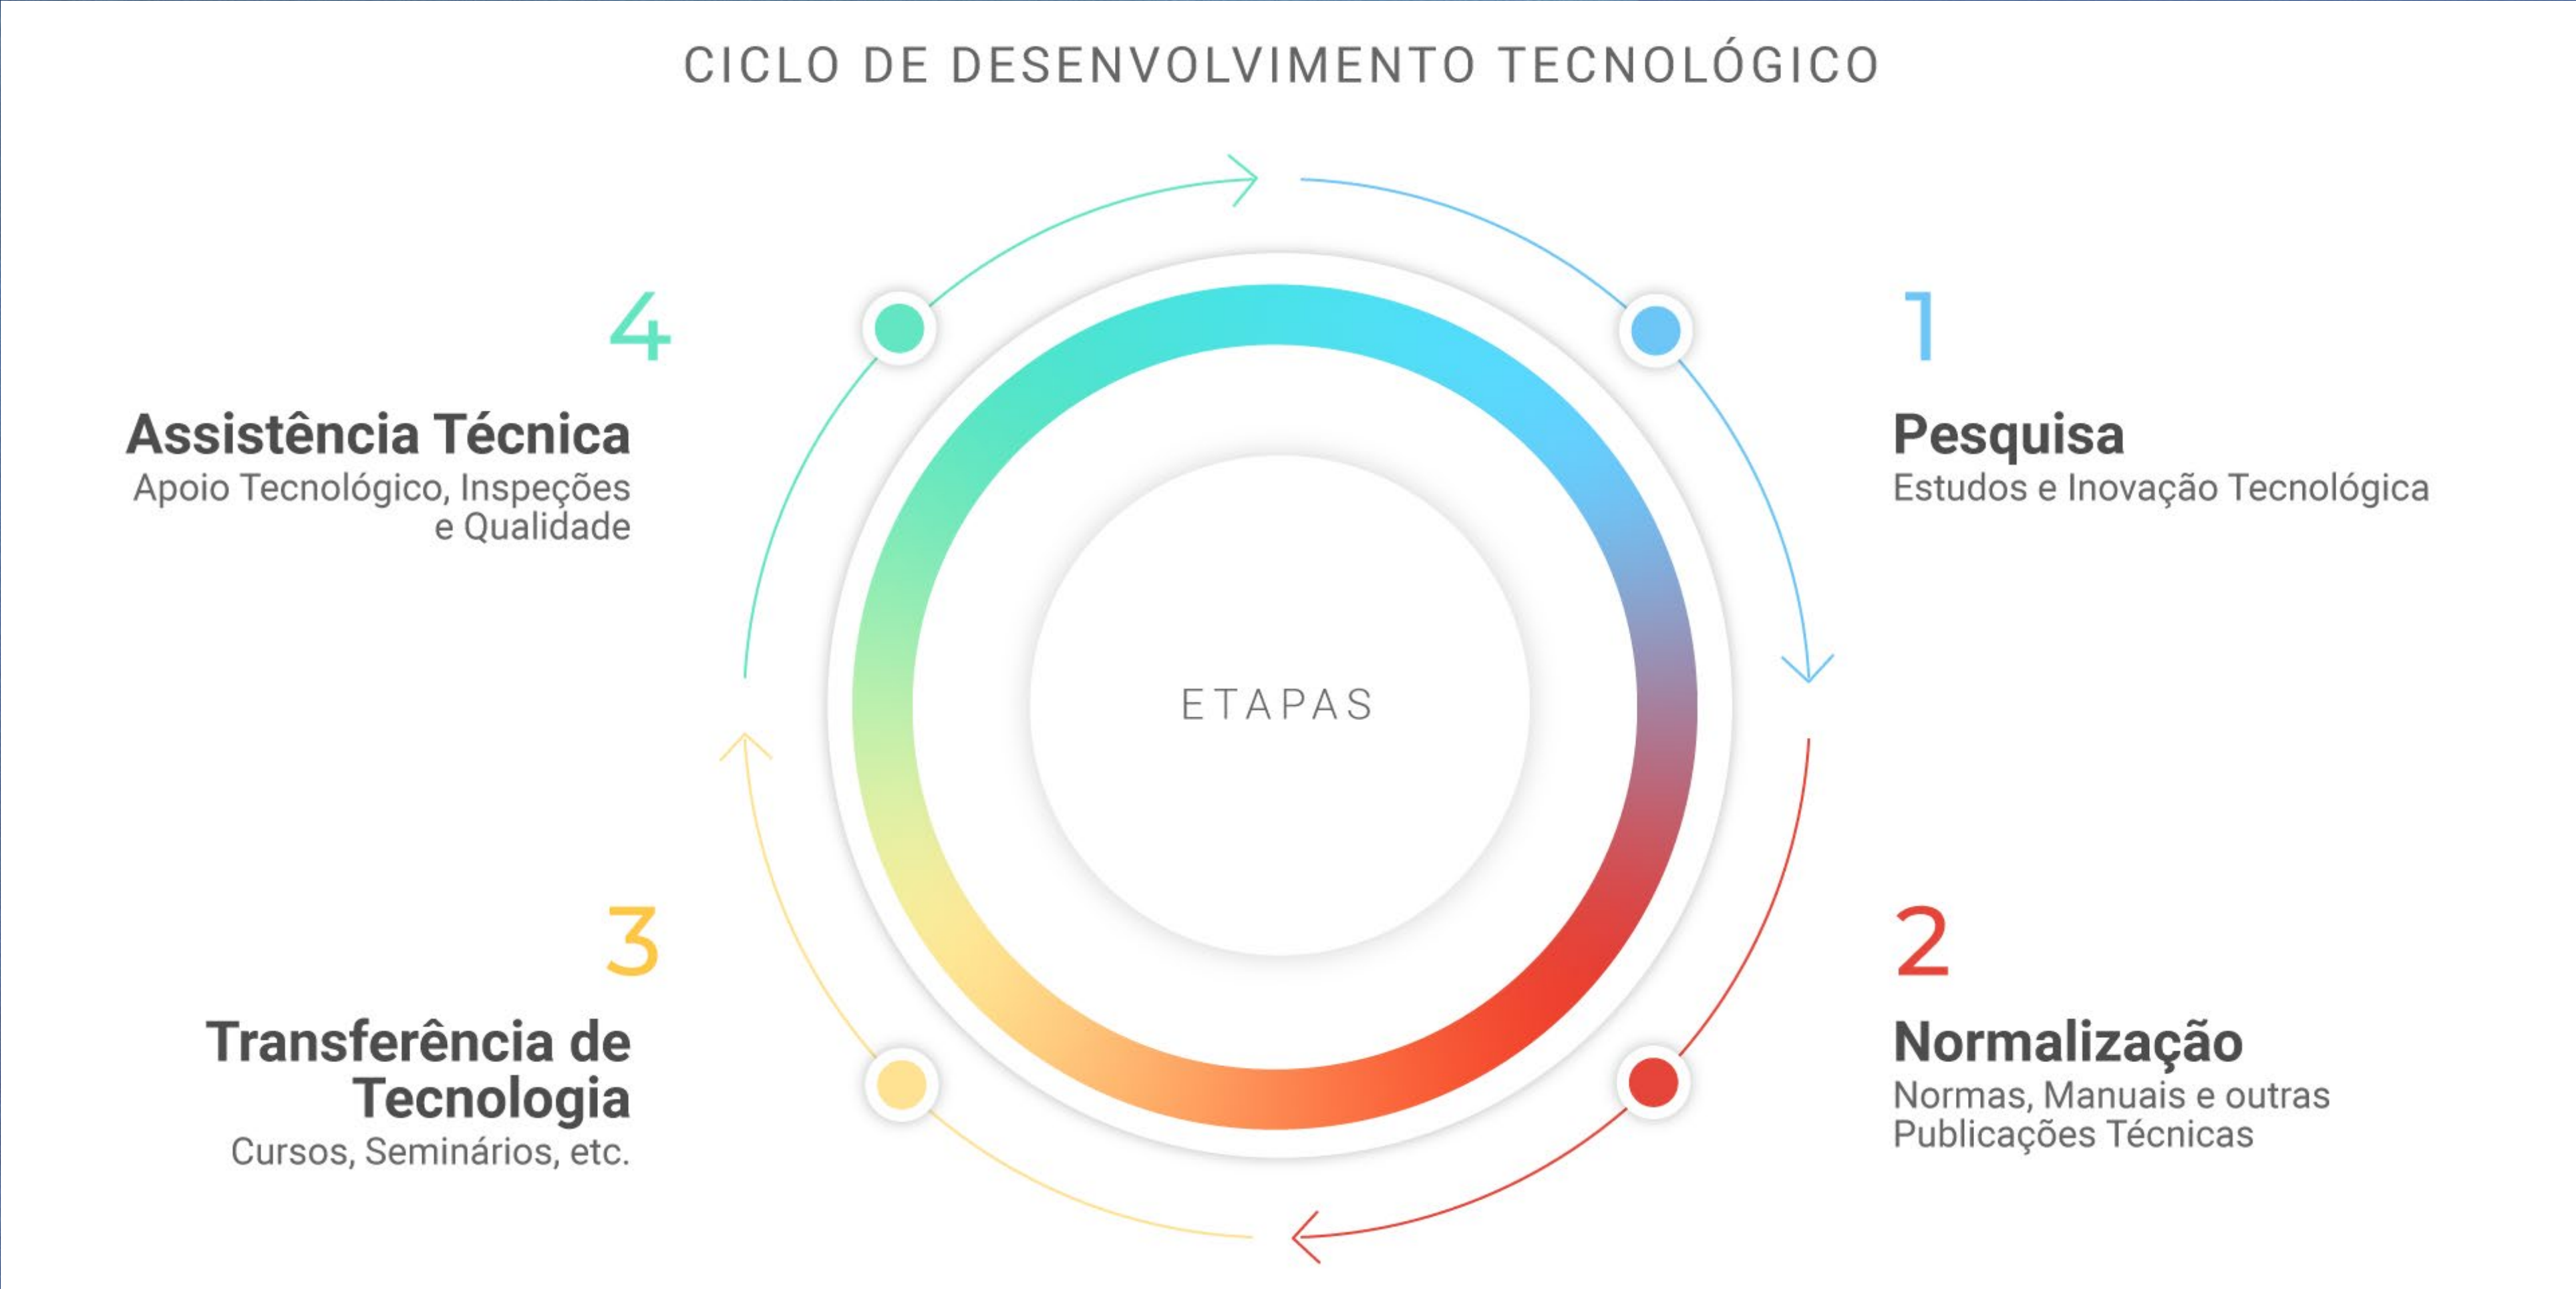 CICLO DE DESENVOLVIMENTO TECNOLÓGICO
1
Pesquisa
Estudos e Inovação Tecnológica
2
Normalização
Normas, Manuais e outras
Publicações Técnicas
3
Transferência de
Tecnologia
Cursos, Seminários, etc.
4
Assistência Técnica
Apoio Tecnológico, Inspeções
e Qualidade
ETAPAS